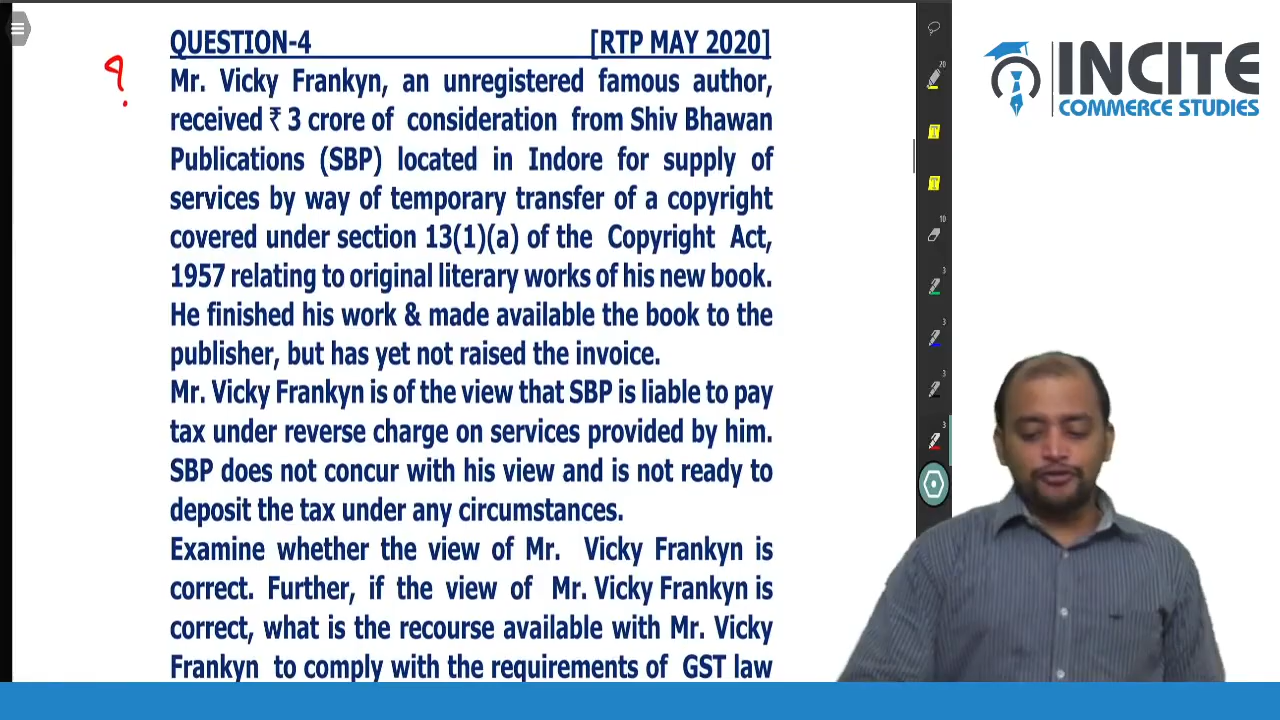 QUESTION-4 [RTP MAY 2020]
Mr. Vicky Frankyn, an unregistered famous author,
received ₹ 3 crore of consideration from Shiv Bhawan
Publications (SBP) located in Indore for supply of
services by way of temporary transfer of a copyright
covered under section 13(1)(a) of the Copyright Act,
1957 relating to original literary works of his new book.
He finished his work & made available the book to the
publisher, but has yet not raised the invoice.
Mr. Vicky Frankyn is of the view that SBP is liable to pay
tax under reverse charge on services provided by him.
SBP does not concur with his view and is not ready to
deposit the tax under any circumstances.
Examine whether the view of Mr. Vicky Frankyn is
correct. Further, if the view of Mr. Vicky Frankyn is
correct, what is the recourse available with Mr. Vicky
Frankyn to comply with the requirements of GST law
INCITE
COMMERCE STUDIES
20
10
3
3
3
3